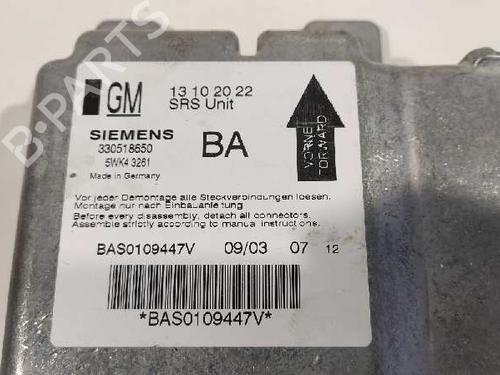 GM
13 10 20 22
SRS Unit
SIEMENS
330518650
5WK4 3261
Made in Germany
BA
VORNE
FORWARD
Vor jeder Demontage alle Steckverbindungen loesen.
Montage nur nach Einbauanleitung
Before every disassembly, detach all connectors.
Assemble strictly according to manual instructions.
BAS0109447V 09/03 07 12
*BAS0109447V*
B-PARTS